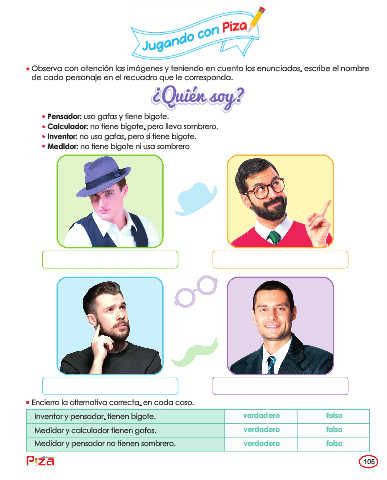 Jugando con Piza
• Observa con atención las imágenes y teniendo en cuenta los enunciados, escribe el nombre
de cada personaje en el recuadro que le corresponda.
¿Quién soy?
• Pensador: usa gafas y tiene bigote.
• Calculador: no tiene bigote, pero lleva sombrero.
• Inventor: no usa gafas, pero sí tiene bigote.
• Medidor: no tiene bigote ni usa sombrero
• Encierra la alternativa correcta, en cada caso.
Inventor y pensador, tienen bigote. verdadero falso
Medidor y calculador tienen gafas. verdadero falso
Medidor y pensador no tienen sombrero. verdadero falso
Piza 105